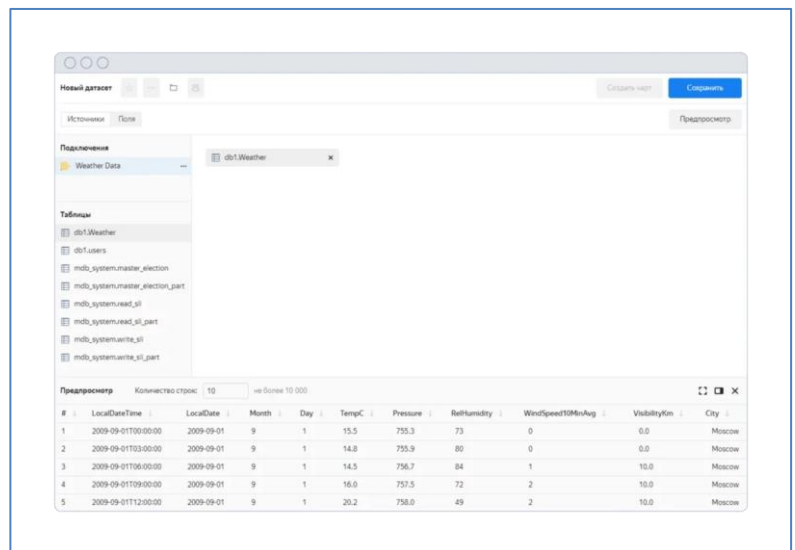 Новый датасет
Создать чарт
Сохранить
Источники Поля
Предпросмотр
Подключения
Weather Data
db1.Weather
Таблицы
db1.Weather
db1.users
mdb_system.master_election
mdb_system.master_election_part
mdb_system.read_sli
mdb_system.read_sli_part
mdb_system.write_sli
mdb_system.write_sli_part
Предпросмотр Количество строк: 10 не более 10 000
# LocalDateTime LocalDate Month Day TempC Pressure RelHumidity WindSpeed10MinAvg VisibilityKm City
1 2009-09-01T00:00:00 2009-09-01 9 1 15.5 755.3 73 0 0.0 Moscow
2 2009-09-01T03:00:00 2009-09-01 9 1 14.8 755.9 80 0 0.0 Moscow
3 2009-09-01T06:00:00 2009-09-01 9 1 14.5 756.7 84 1 10.0 Moscow
4 2009-09-01T09:00:00 2009-09-01 9 1 16.0 757.5 72 2 10.0 Moscow
5 2009-09-01T12:00:00 2009-09-01 9 1 20.2 758.0 49 2 10.0 Moscow